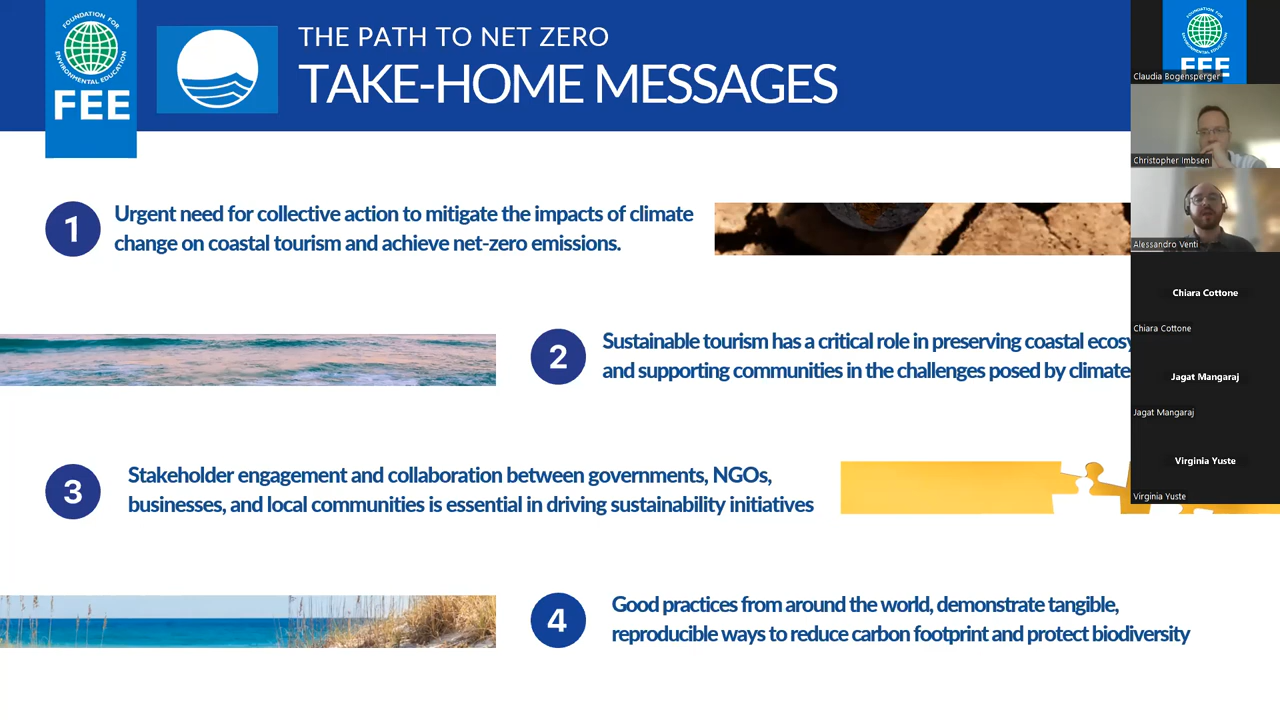 FOUNDATION FOR
ENVIRONMENTAL EDUCATION
FEE
THE PATH TO NET ZERO
TAKE-HOME MESSAGES
1
Urgent need for collective action to mitigate the impacts of climate
change on coastal tourism and achieve net-zero emissions.
2
Sustainable tourism has a critical role in preserving coastal
and supporting communities in the challenges posed by climate
3
Stakeholder engagement and collaboration between governments, NGOs,
businesses, and local communities is essential in driving sustainability initiatives
4
Good practices from around the world, demonstrate tangible,
reproducible ways to reduce carbon footprint and protect biodiversity
FOUNDATION FOR
ENVIRONMENTAL EDUCATION
FEE
Claudia Bogensperger
Christopher Imbsen
Alessandro Venti
Chiara Cottone
Chiara Cottone
Jagat Mangaraj
Jagat Mangaraj
Virginia Yuste
Virginia Yuste